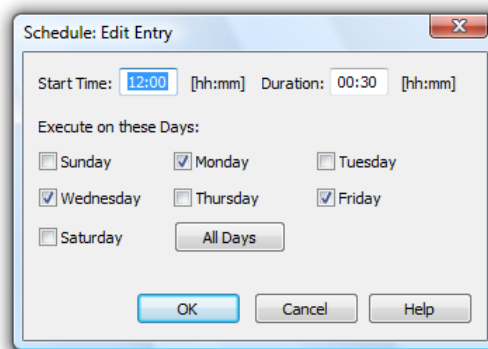 Schedule: Edit Entry
Start Time: 12:00 [hh:mm] Duration: 00:30 [hh:mm]
Execute on these Days:
Sunday Monday Tuesday
Wednesday Thursday Friday
Saturday All Days
OK Cancel Help